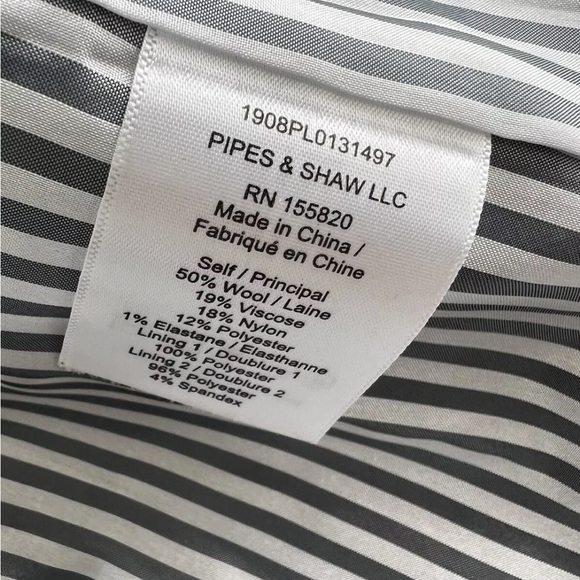 1908PL0131497
PIPES & SHAW LLC
RN 155820
Made in China /
Fabriqué en Chine
Self / Principal
50% Wool / Laine
19% Viscose
18% Nylon
12% Polyester
1% Elastane / Elasthanne
Lining 1 / Doublure 1
100% Polyester
Lining 2 / Doublure 2
96% Polyester
4% Spandex